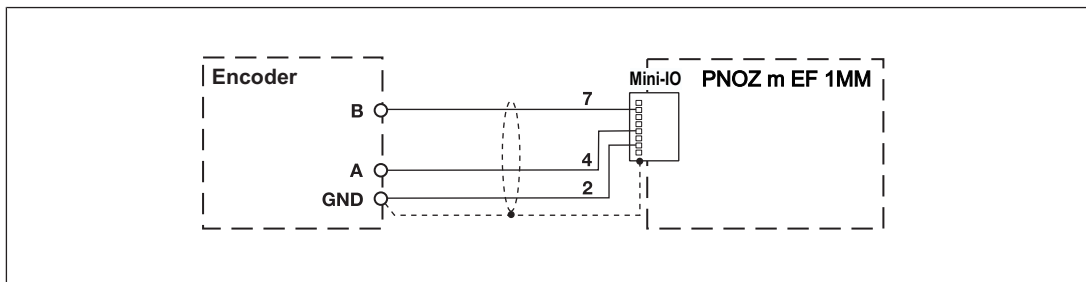 Encoder
Mini-IO
PNOZ m EF 1MM
B
7
A
4
GND
2